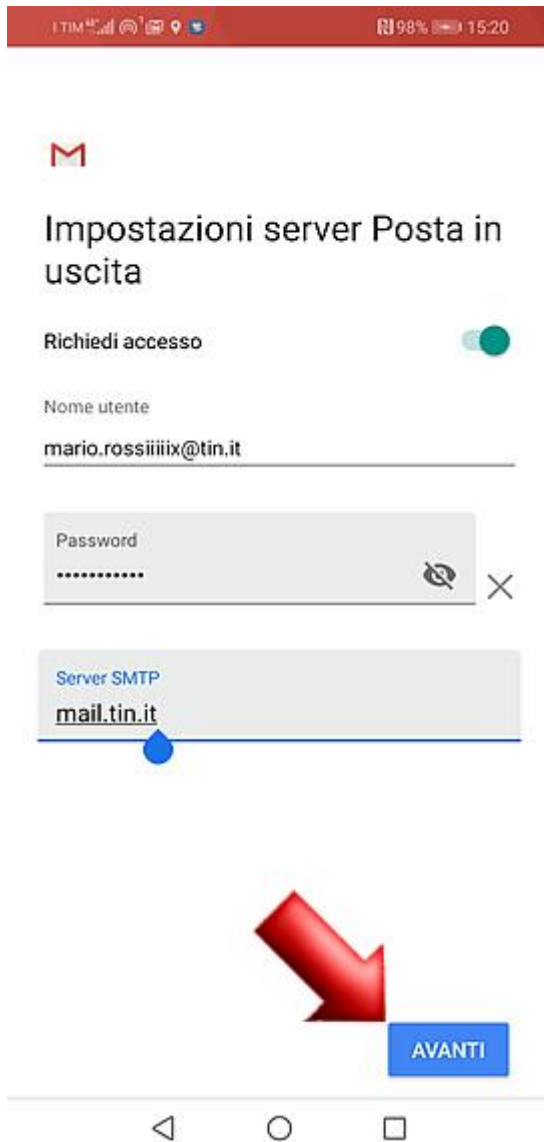 I.TIM 98% 15:20
Impostazioni server Posta in
uscita
Richiedi accesso
Nome utente
mario.rossiiiiix@tin.it
Password
•••••••••••
Server SMTP
mail.tin.it
AVANTI